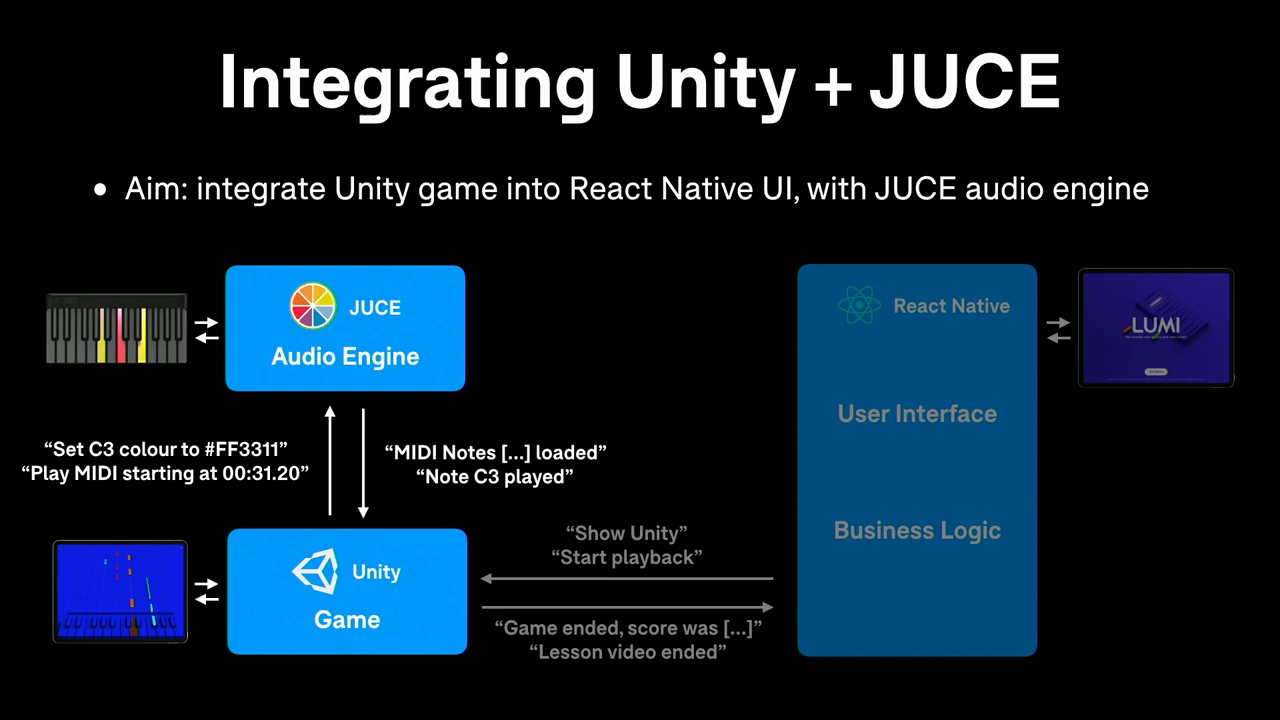 Integrating Unity + JUCE
• Aim: integrate Unity game into React Native UI, with JUCE audio engine
JUCE
Audio Engine
React Native
User Interface
Business Logic
LUMI
“Set C3 colour to #FF3311”
“Play MIDI starting at 00:31.20”
“MIDI Notes [...] loaded”
“Note C3 played”
Unity
Game
“Show Unity”
“Start playback”
“Game ended, score was [...]”
“Lesson video ended”